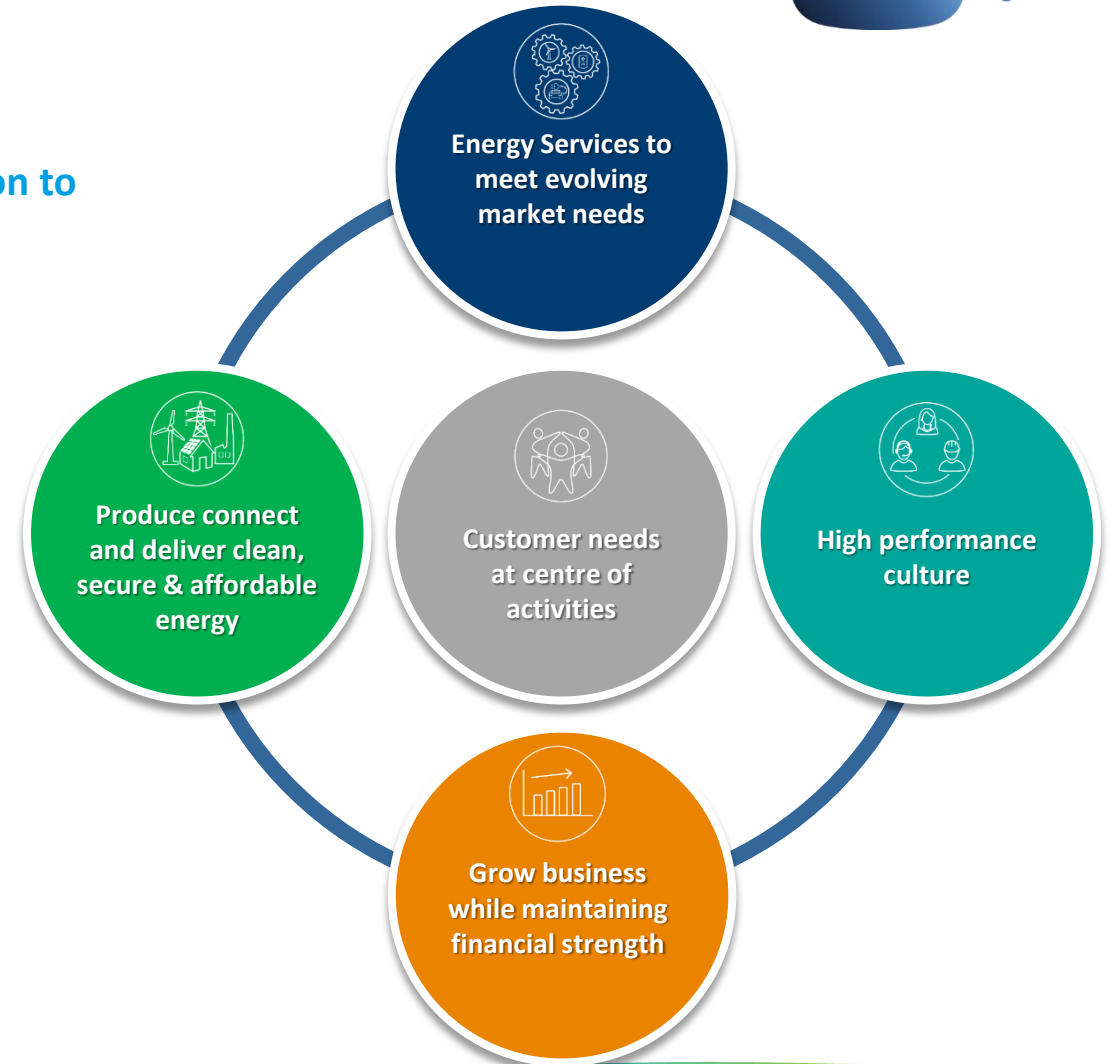 on to
Energy Services to
meet evolving
market needs
Produce connect
and deliver clean,
secure & affordable
energy
Customer needs
at centre of
activities
High performance
culture
Grow business
while maintaining
financial strength